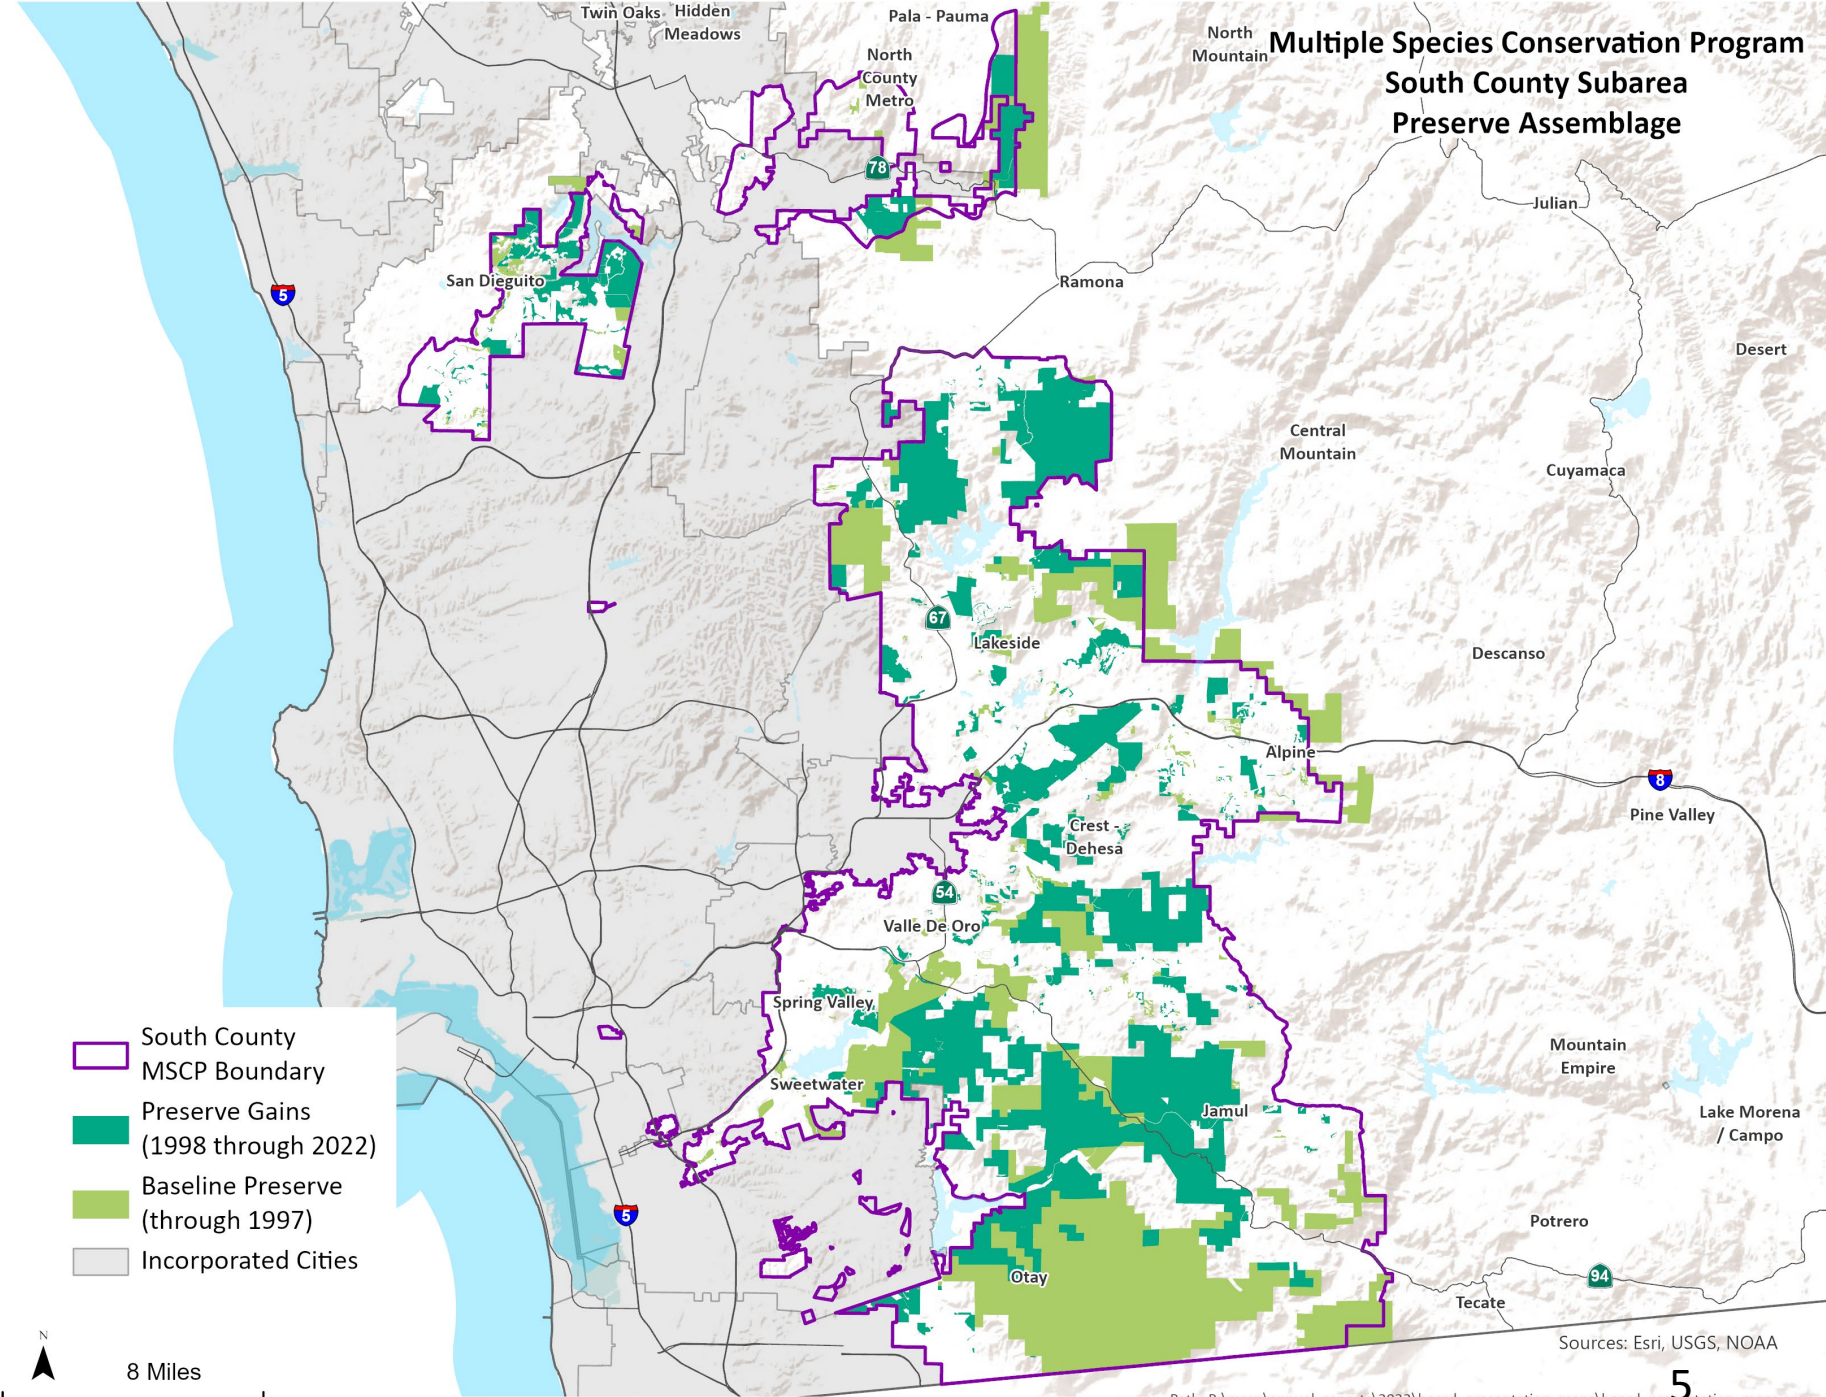 Multiple Species Conservation Program
South County Subarea
Preserve Assemblage
Twin Oaks
Hidden
Meadows
Pala - Pauma
North
County
Metro
North
Mountain
78
Julian
San Dieguito
5
Ramona
Desert
Central
Mountain
Cuyamaca
67
Lakeside
Descanso
Alpine
8
Pine Valley
Crest -
Dehesa
54
Valle De Oro
Spring Valley
Mountain
Empire
Sweetwater
Jamul
Lake Morena
/ Campo
5
Potrero
Otay
94
Tecate
South County
MSCP Boundary
Preserve Gains
(1998 through 2022)
Baseline Preserve
(through 1997)
Incorporated Cities
N
8 Miles
Sources: Esri, USGS, NOAA
5